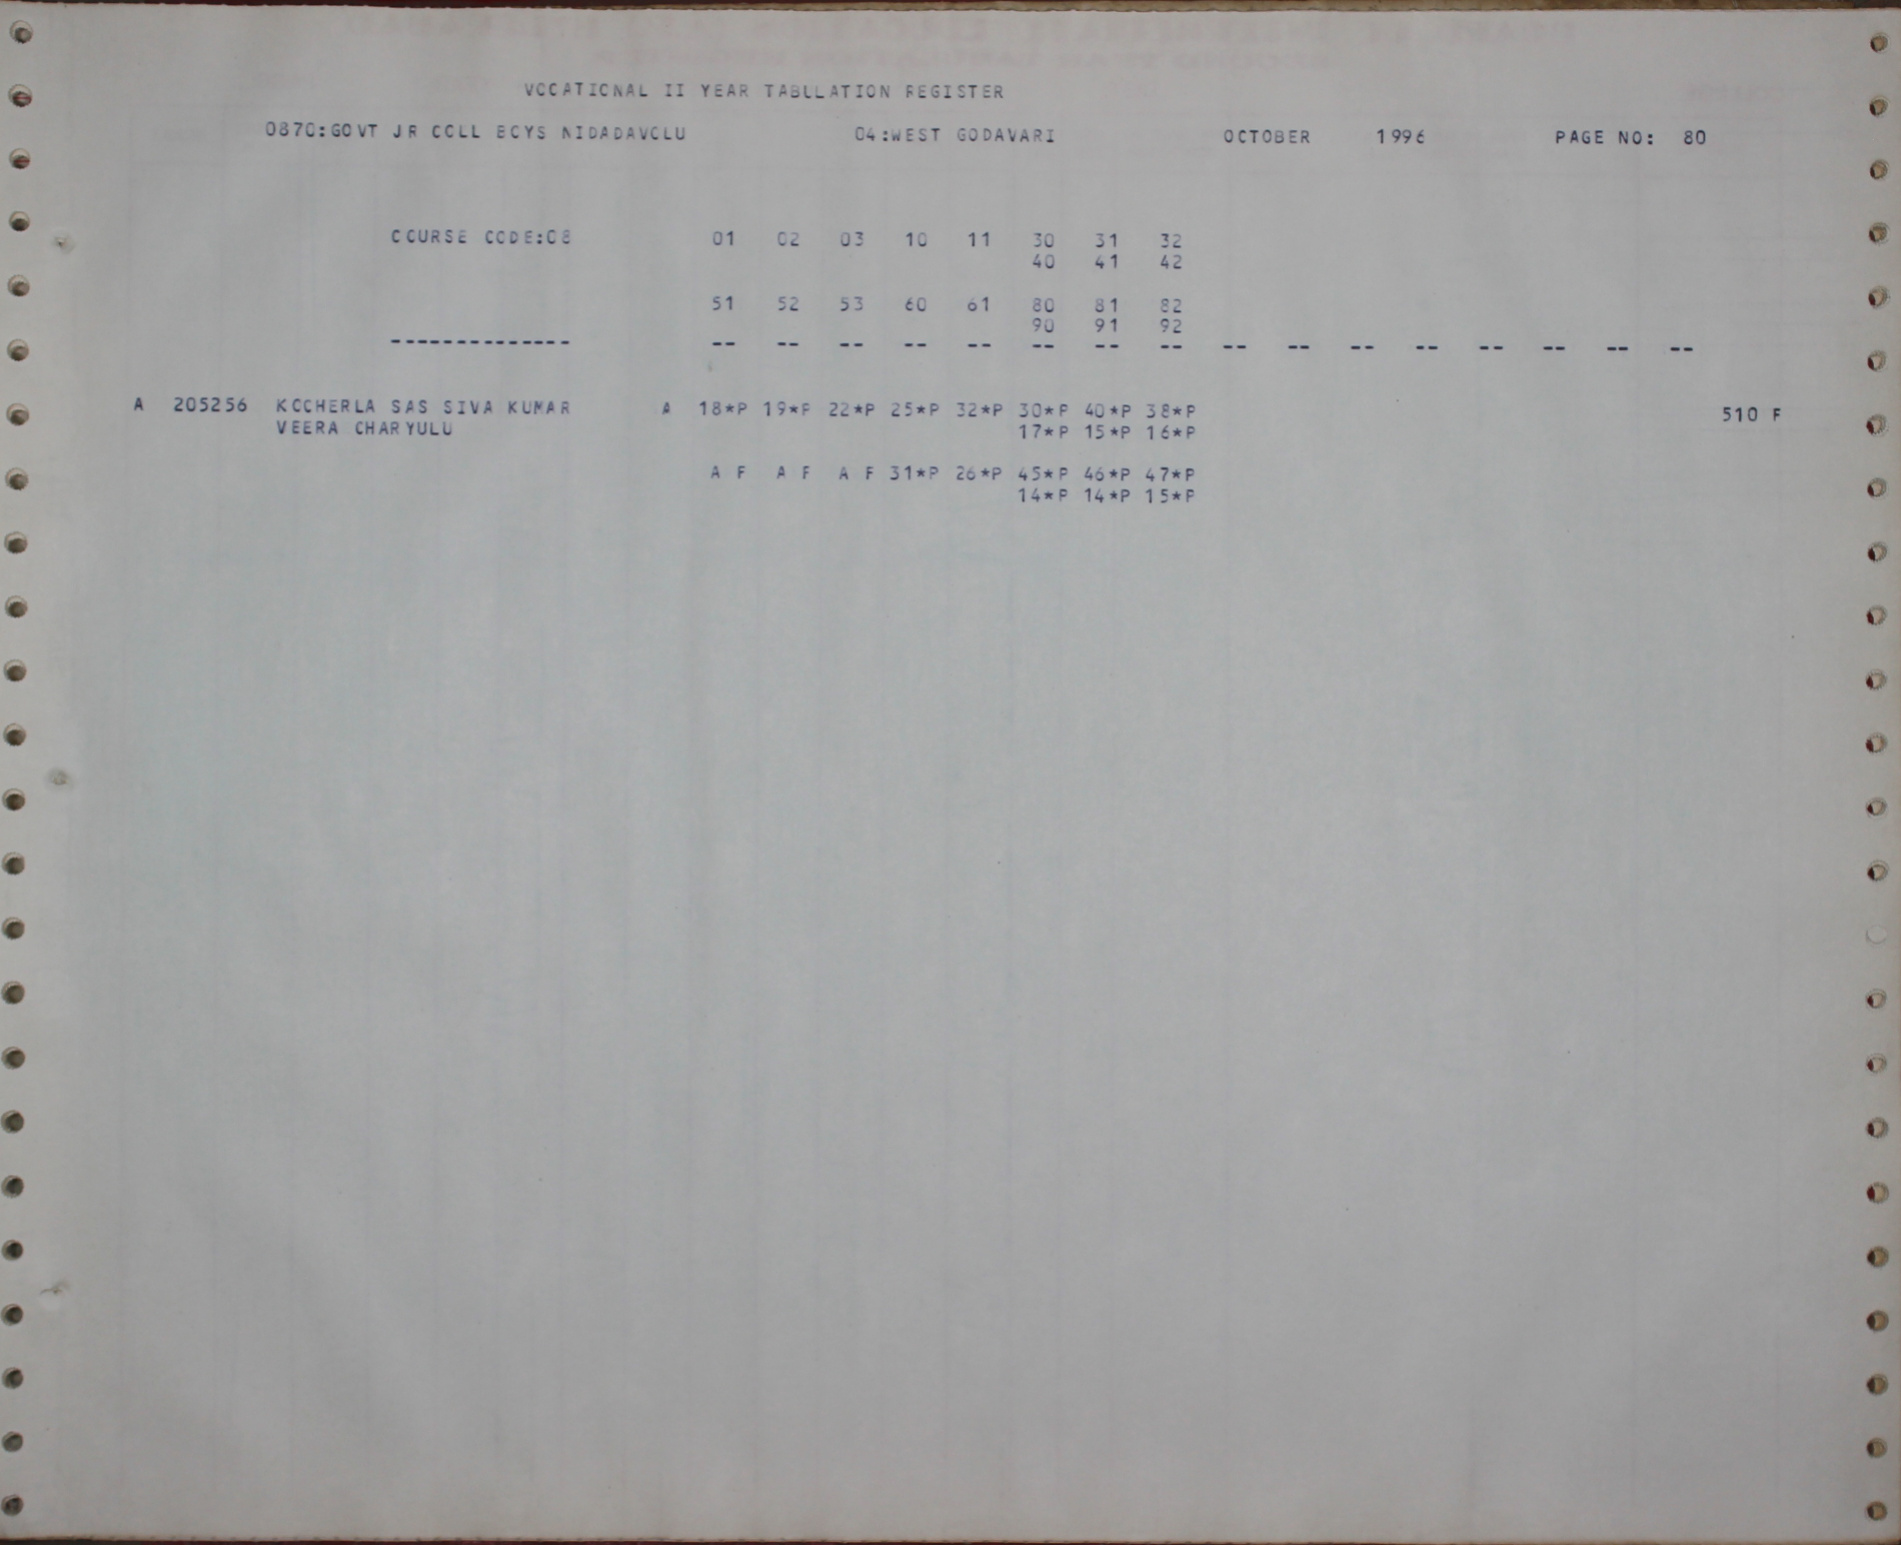 VOCATIONAL II YEAR TABULATION REGISTER
0870:GOVT JR COLL BOYS NIDADAVOLU 04:WEST GODAVARI OCTOBER 1996 PAGE NO: 80
COURSE CODE:08 01 02 03 10 11 30 31 32
40 41 42
51 52 53 60 61 80 81 82
90 91 92
-------------- -- -- -- -- -- -- -- -- -- -- -- -- -- -- -- --
A 205256 KOCHERLA SAS SIVA KUMAR A 18*P 19*P 22*P 25*P 32*P 30*P 40*P 38*P 510 F
VEERA CHARYULU 17*P 15*P 16*P
A F A F A F 31*P 26*P 45*P 46*P 47*P
14*P 14*P 15*P